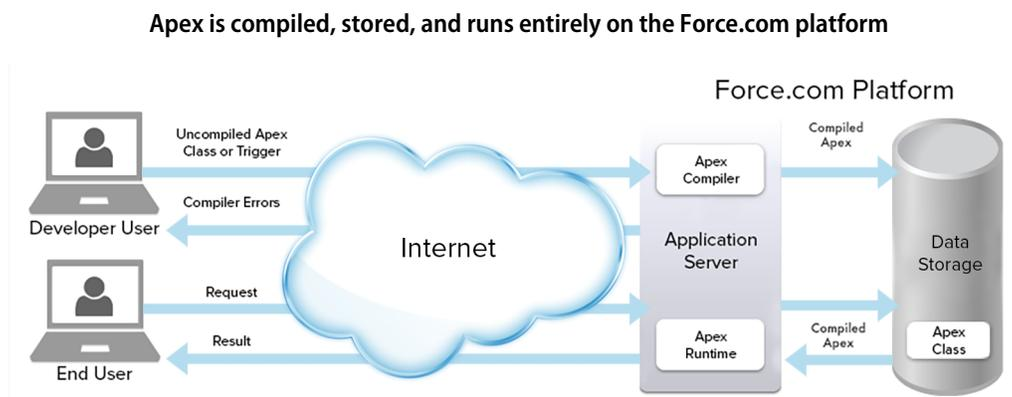 Apex is compiled, stored, and runs entirely on the Force.com platform
Force.com Platform
Uncompiled Apex
Class or Trigger
Compiler Errors
Developer User
Request
Result
End User
Internet
Apex
Compiler
Application
Server
Apex
Runtime
Compiled
Apex
Compiled
Apex
Data
Storage
Apex
Class